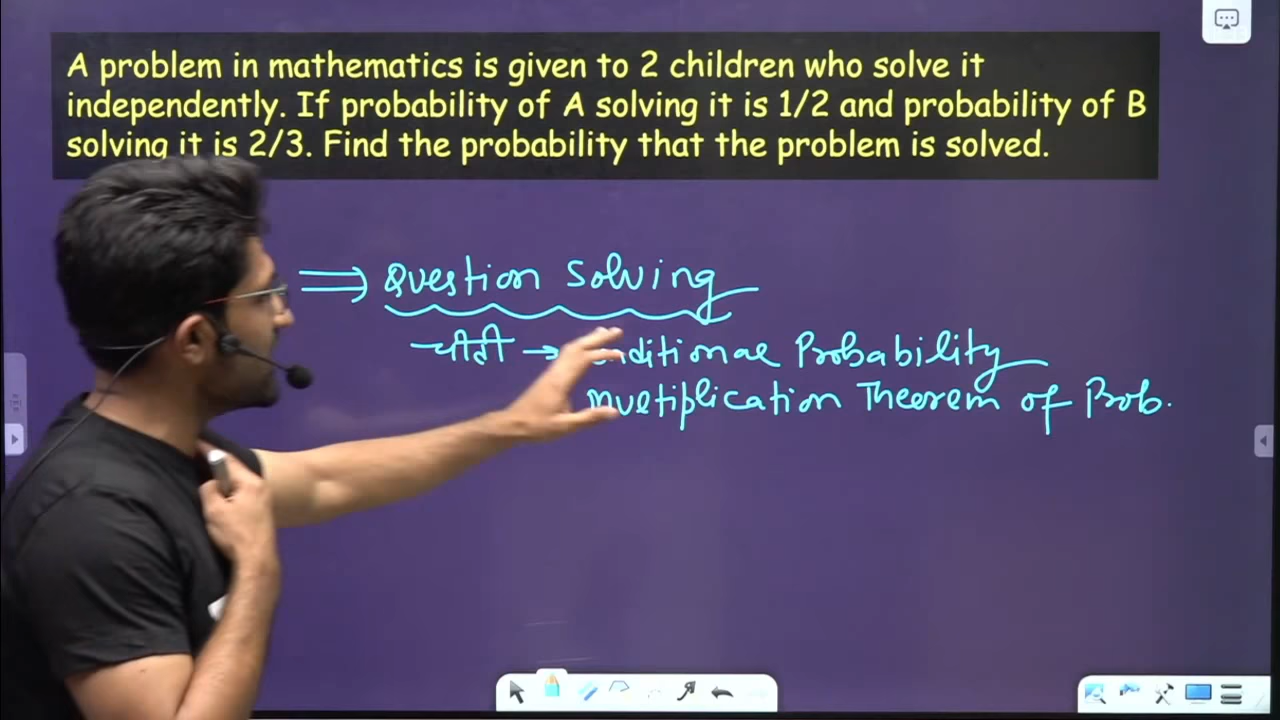 A problem in mathematics is given to 2 children who solve it
independently. If probability of A solving it is 1/2 and probability of B
solving it is 2/3. Find the probability that the problem is solved.
⇒ Question Solving
→ Probability
Theorem of Prob.